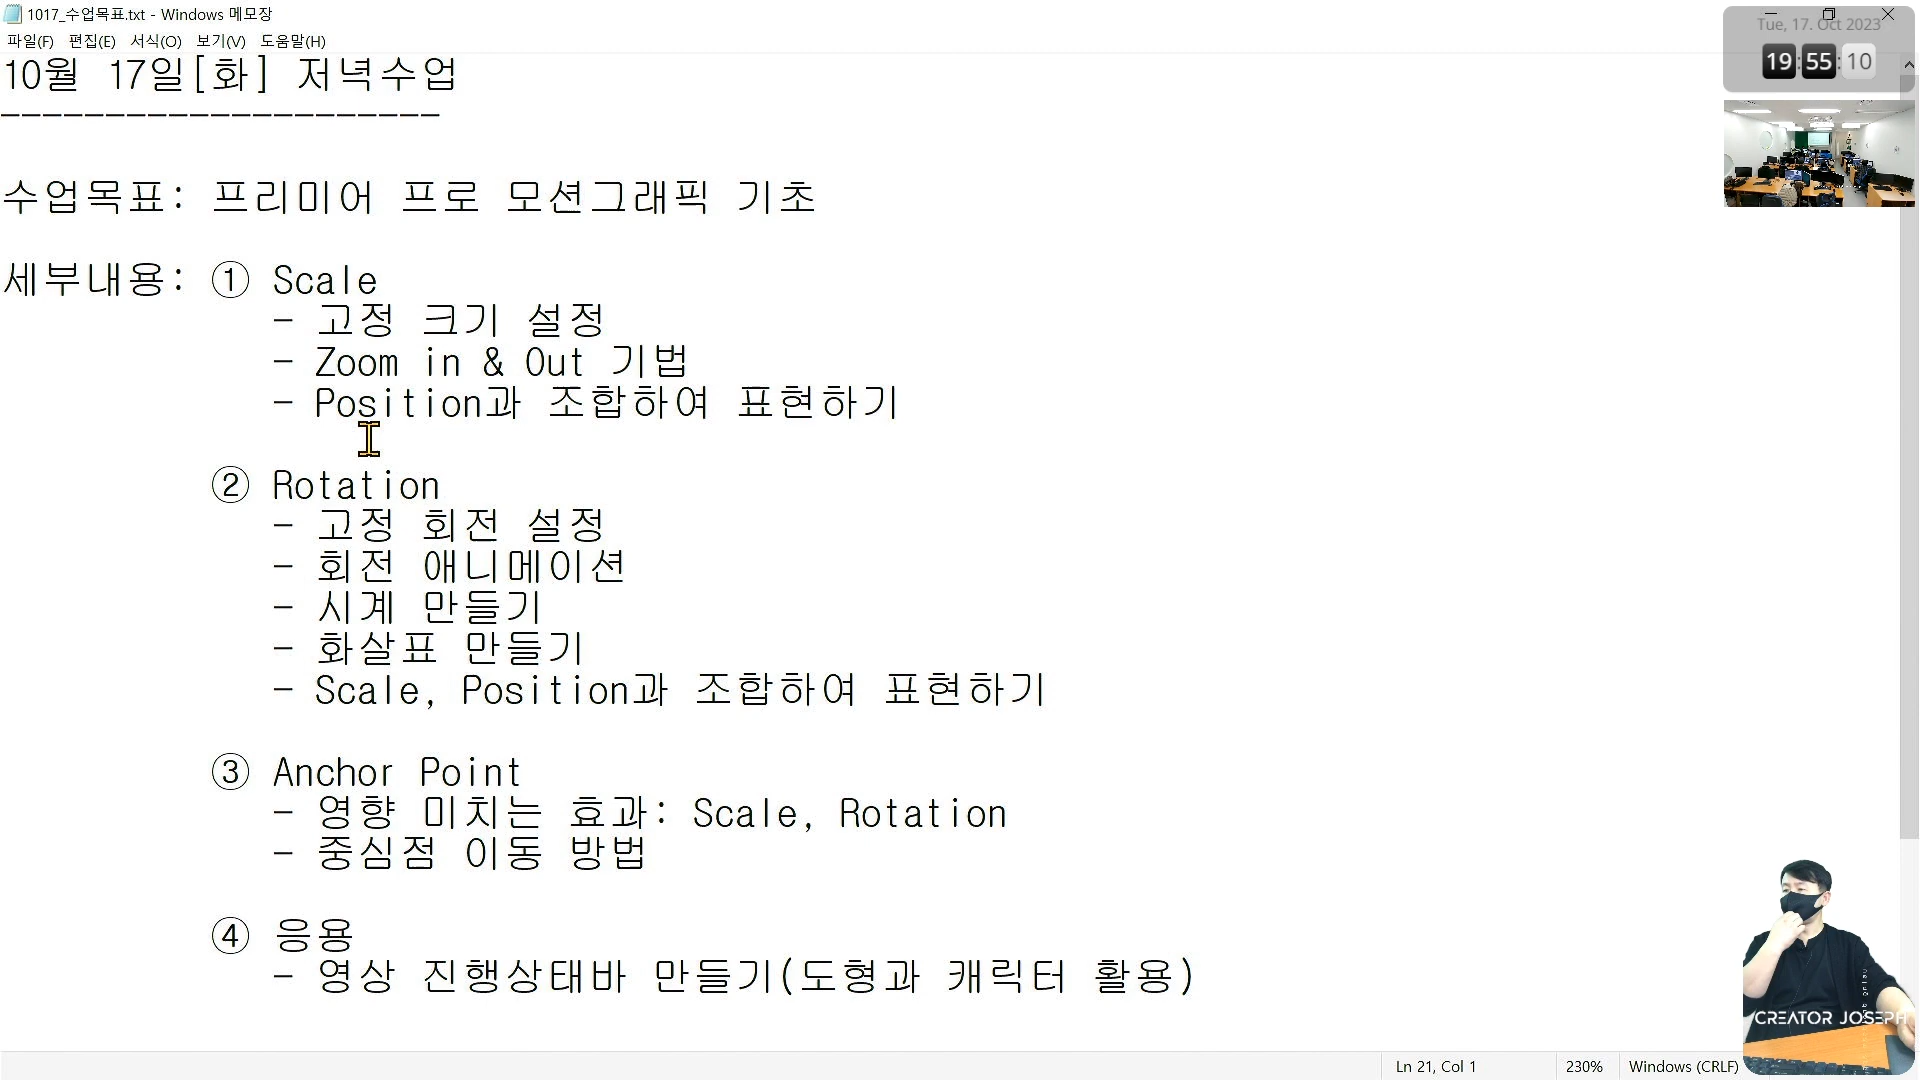 1017_수업목표.txt - Windows 메모장
파일(F) 편집(E) 서식(O) 보기(V) 도움말(H)
Tue, 17. Oct 2023
19:55:10
10월 17일[화] 저녁수업
---------------------
수업목표: 프리미어 프로 모션그래픽 기초
세부내용: ① Scale
- 고정 크기 설정
- Zoom in & Out 기법
- Position과 조합하여 표현하기
② Rotation
- 고정 회전 설정
- 회전 애니메이션
- 시계 만들기
- 화살표 만들기
- Scale, Position과 조합하여 표현하기
③ Anchor Point
- 영향 미치는 효과: Scale, Rotation
- 중심점 이동 방법
④ 응용
- 영상 진행상태바 만들기(도형과 캐릭터 활용)
CREATOR JOSEPH
Ln 21, Col 1 230% Windows (CRLF)